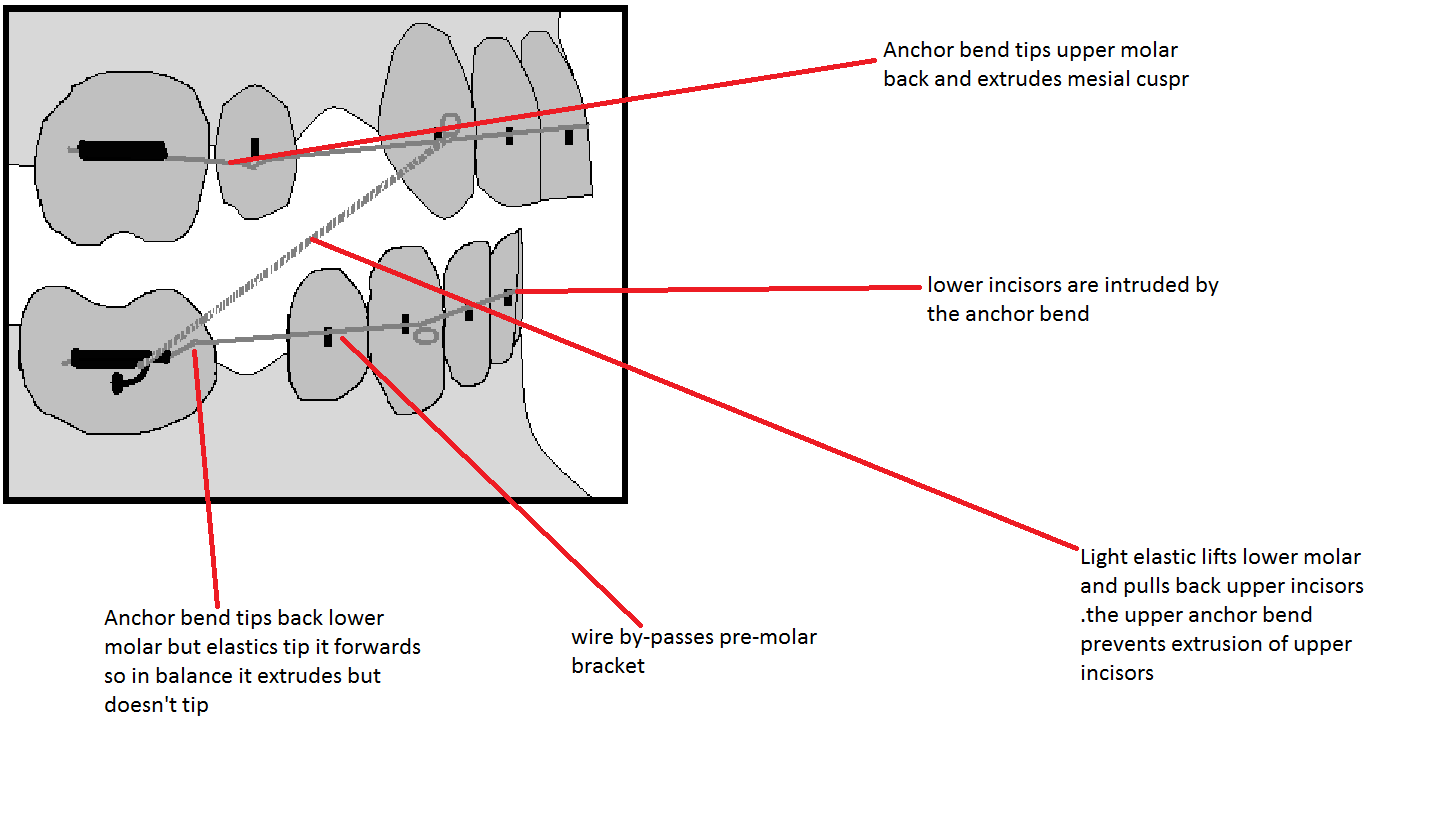 Anchor bend tips upper molar
back and extrudes mesial cuspr
lower incisors are intruded by
the anchor bend
Light elastic lifts lower molar
and pulls back upper incisors
.the upper anchor bend
prevents extrusion of upper
incisors
Anchor bend tips back lower
molar but elastics tip it forwards
so in balance it extrudes but
doesn't tip
wire by-passes pre-molar
bracket